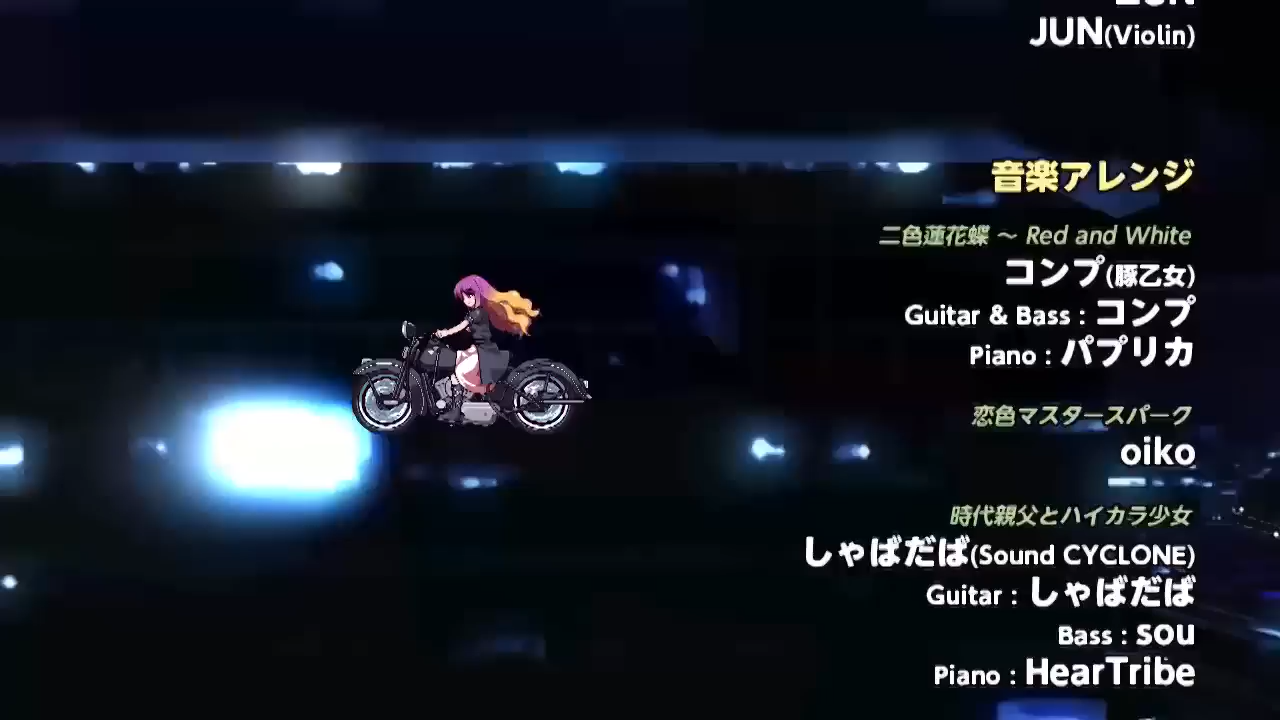 ZUN
JUN(Violin)
音楽アレンジ
二色蓮花蝶 ～ Red and White
コンプ(豚乙女)
Guitar & Bass : コンプ
Piano : パプリカ
恋色マスタースパーク
oiko
時代親父とハイカラ少女
しゃばだば(Sound CYCLONE)
Guitar : しゃばだば
Bass : sou
Piano : HearTribe